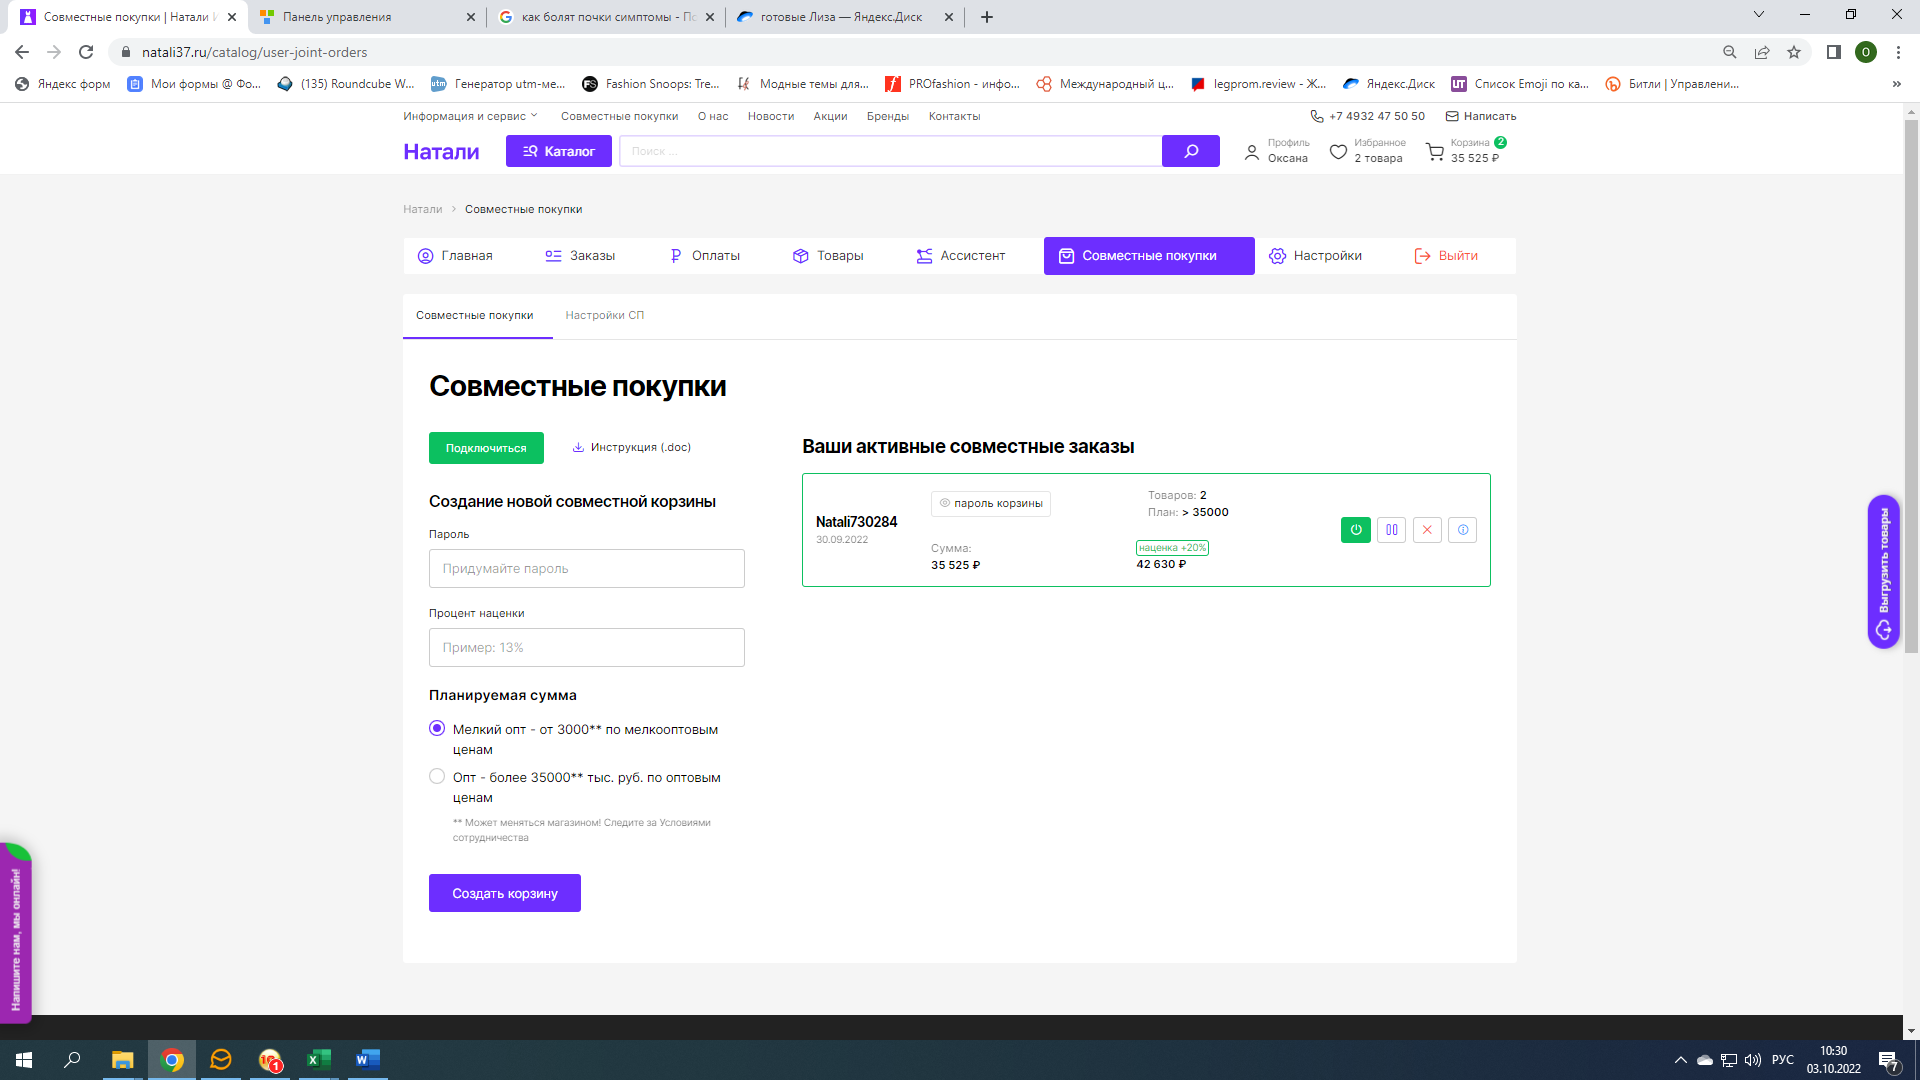 Совместные покупки | Натали И
Панель управления
как болят почки симптомы - По
готовые Лиза — Яндекс.Диск
natali37.ru/catalog/user-joint-orders
О
Яндекс форм
Мои формы @ Фо...
(135) Roundcube W...
Генератор utm-ме...
Fashion Snoops: Tre...
Модные темы для...
PROfashion - инфо...
Международный ц...
legprom.review - Ж...
Яндекс.Диск
Список Emoji по ка...
Битли | Управлени...
»
Информация и сервис
Совместные покупки
О нас
Новости
Акции
Бренды
Контакты
+7 4932 47 50 50
Написать
Натали
Каталог
Поиск ...
Профиль
Оксана
Избранное
2 товара
Корзина 2
35 525 ₽
Натали > Совместные покупки
Главная
Заказы
Оплаты
Товары
Ассистент
Совместные покупки
Настройки
Выйти
Совместные покупки
Настройки СП
Совместные покупки
Подключиться
Инструкция (.doc)
Создание новой совместной корзины
Пароль
Придумайте пароль
Процент наценки
Пример: 13%
Планируемая сумма
Мелкий опт - от 3000** по мелкооптовым
ценам
Опт - более 35000** тыс. руб. по оптовым
ценам
** Может меняться магазином! Следите за Условиями
сотрудничества
Создать корзину
Ваши активные совместные заказы
Natali730284
30.09.2022
пароль корзины
Сумма:
35 525 ₽
Товаров: 2
План: > 35000
наценка +20%
42 630 ₽
Выгрузить товары
Напишите нам, мы онлайн!
1
РУС
10:30
03.10.2022
7